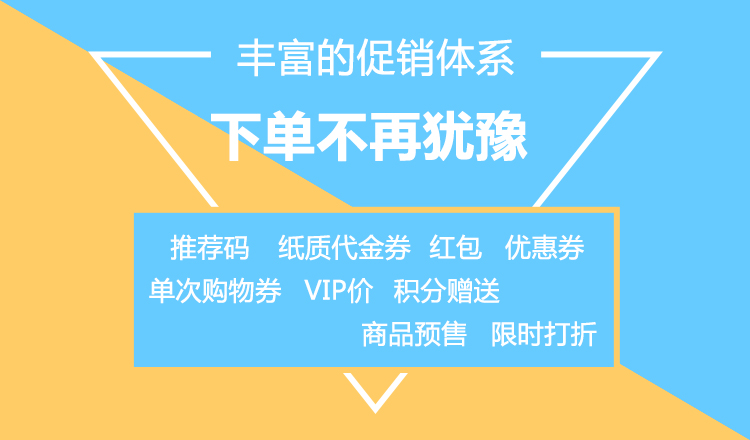 丰富的促销体系
下单不再犹豫
推荐码 纸质代金券 红包 优惠券
单次购物券 VIP价 积分赠送
商品预售 限时打折